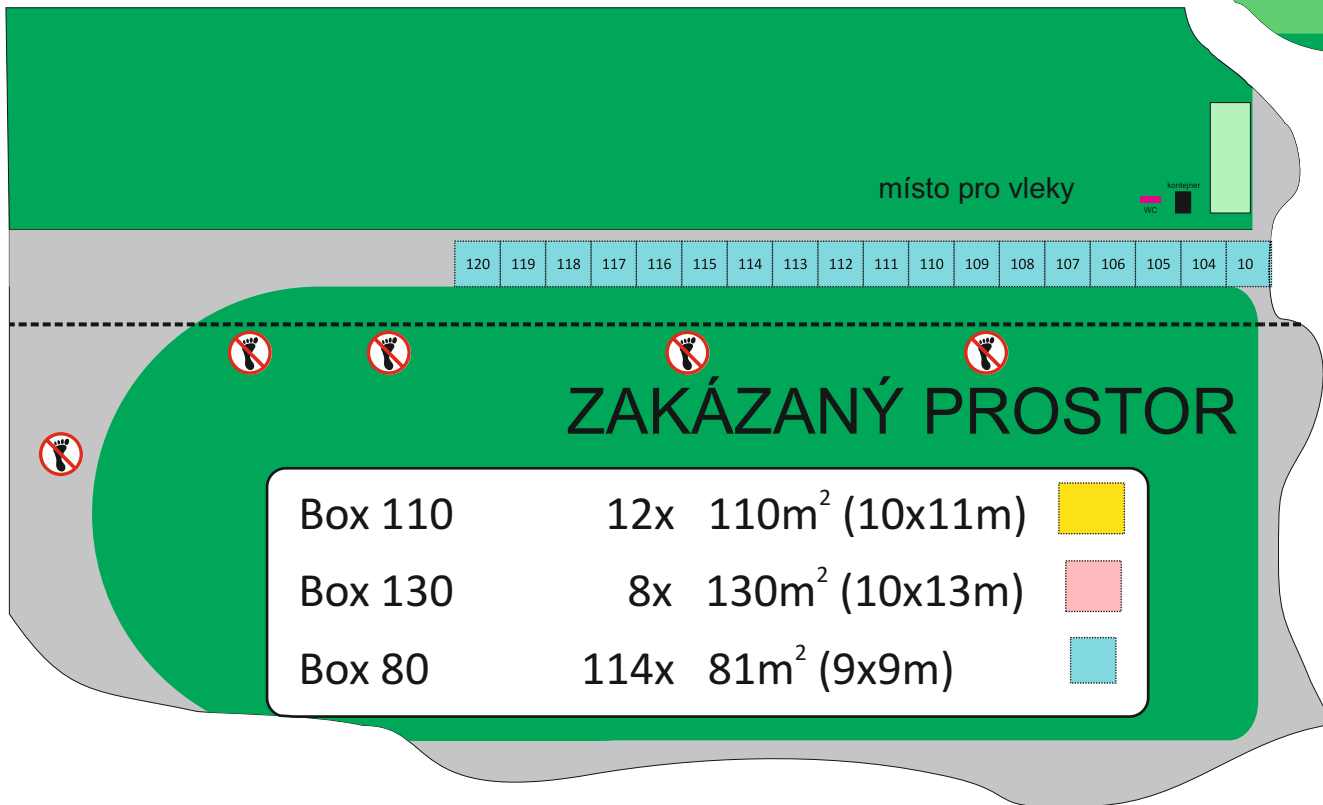 místo pro vleky
kontejner
WC
120 119 118 117 116 115 114 113 112 111 110 109 108 107 106 105 104 10
ZAKÁZANÝ PROSTOR
Box 110 12x 110m² (10x11m)
Box 130 8x 130m² (10x13m)
Box 80 114x 81m² (9x9m)